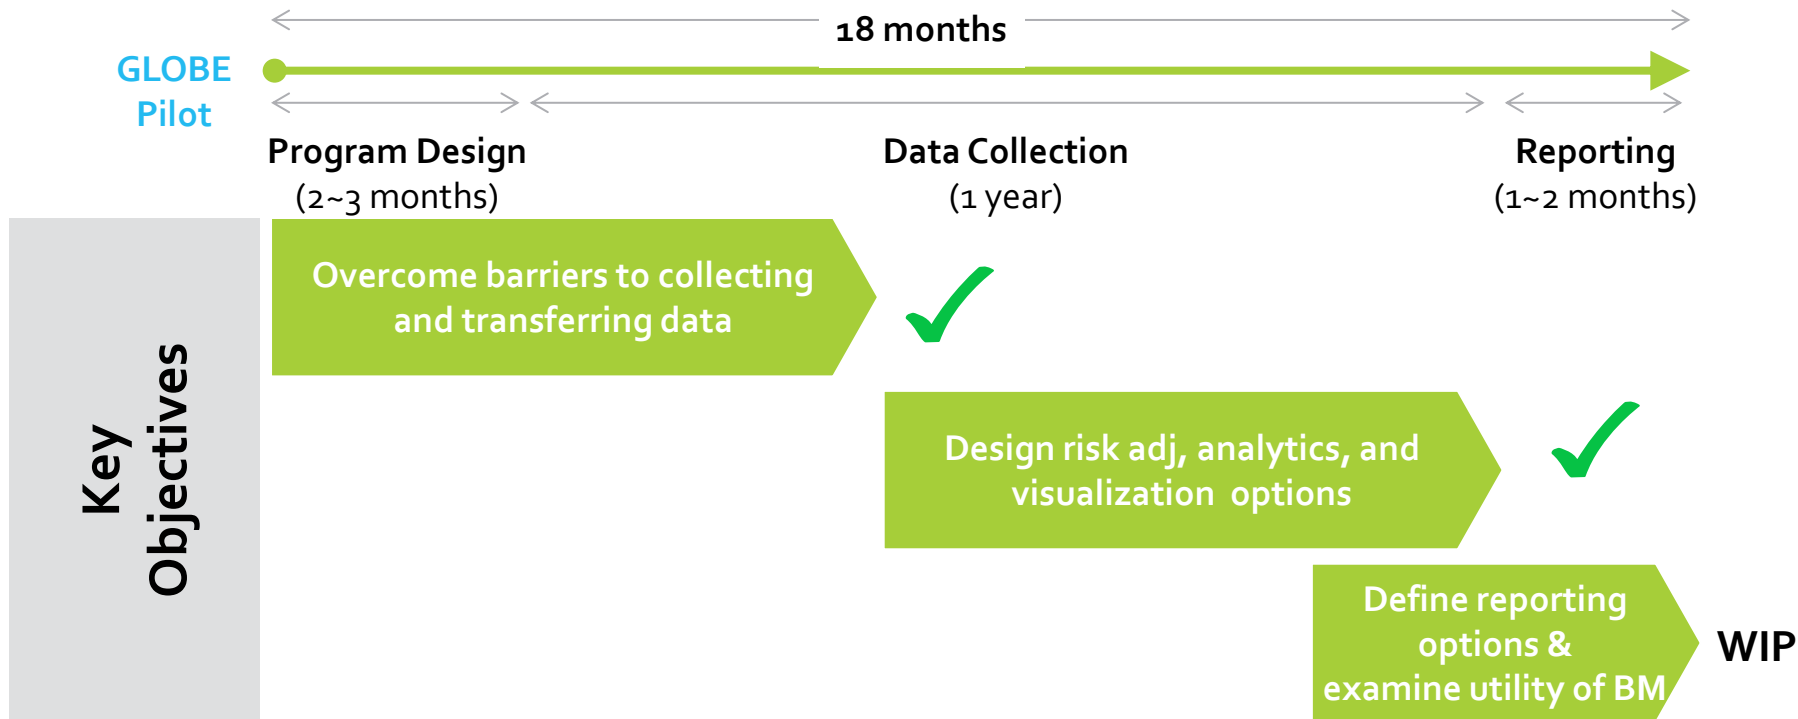 18 months
GLOBE
Pilot
Program Design
(2~3 months)
Data Collection
(1 year)
Reporting
(1~2 months)
Key
Objectives
Overcome barriers to collecting
and transferring data
Design risk adj, analytics, and
visualization options
Define reporting
options &
examine utility of BM
WIP